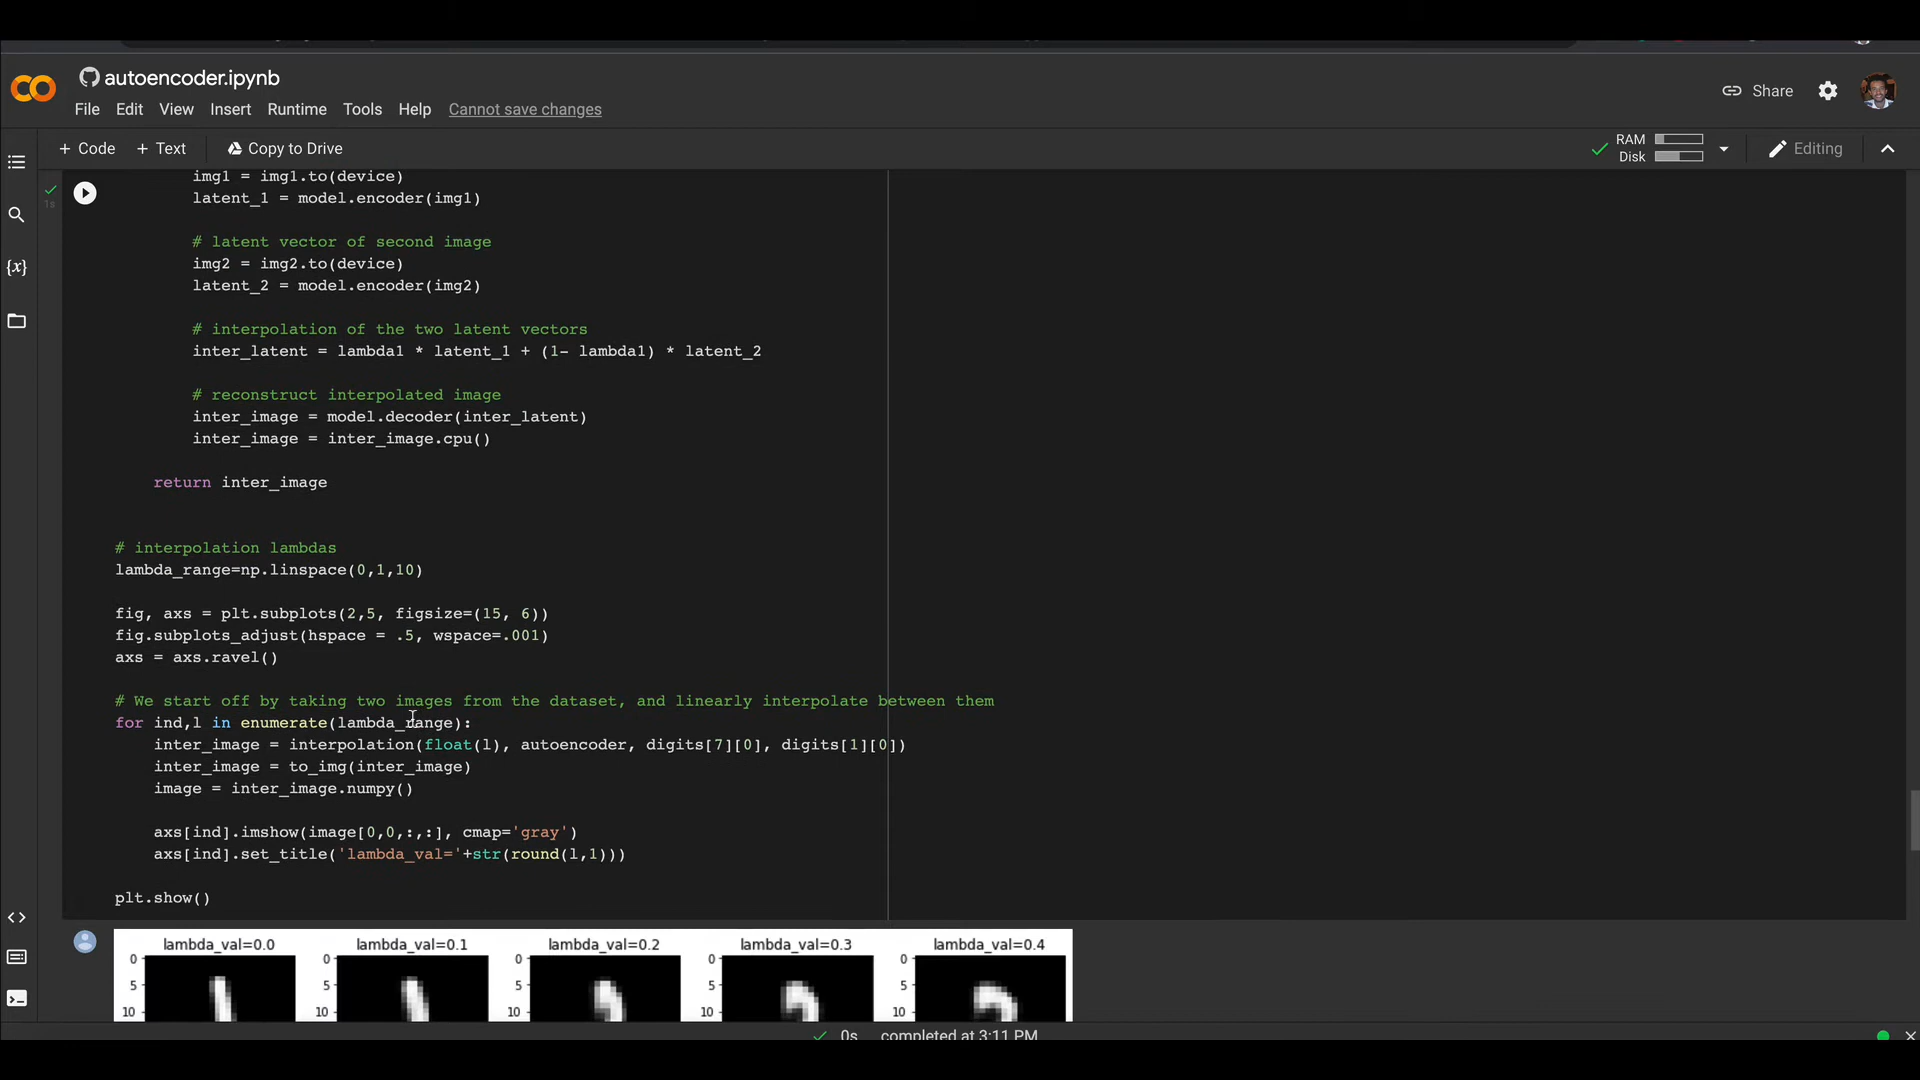 autoencoder.ipynb
File Edit View Insert Runtime Tools Help Cannot save changes
Share
+ Code + Text Copy to Drive
RAM
Disk
Editing
img1 = img1.to(device)
latent_1 = model.encoder(img1)
1s
# latent vector of second image
img2 = img2.to(device)
latent_2 = model.encoder(img2)
{x}
# interpolation of the two latent vectors
inter_latent = lambda1 * latent_1 + (1- lambda1) * latent_2
# reconstruct interpolated image
inter_image = model.decoder(inter_latent)
inter_image = inter_image.cpu()
return inter_image
# interpolation lambdas
lambda_range=np.linspace(0,1,10)
fig, axs = plt.subplots(2,5, figsize=(15, 6))
fig.subplots_adjust(hspace = .5, wspace=.001)
axs = axs.ravel()
# We start off by taking two images from the dataset, and linearly interpolate between them
for ind,l in enumerate(lambda_range):
inter_image = interpolation(float(l), autoencoder, digits[7][0], digits[1][0])
inter_image = to_img(inter_image)
image = inter_image.numpy()
axs[ind].imshow(image[0,0,:,:], cmap='gray')
axs[ind].set_title('lambda_val='+str(round(l,1)))
plt.show()
lambda_val=0.0 lambda_val=0.1 lambda_val=0.2 lambda_val=0.3 lambda_val=0.4
0 0 0 0 0
5 5 5 5 5
10 10 10 10 10
0s completed at 3:11 PM